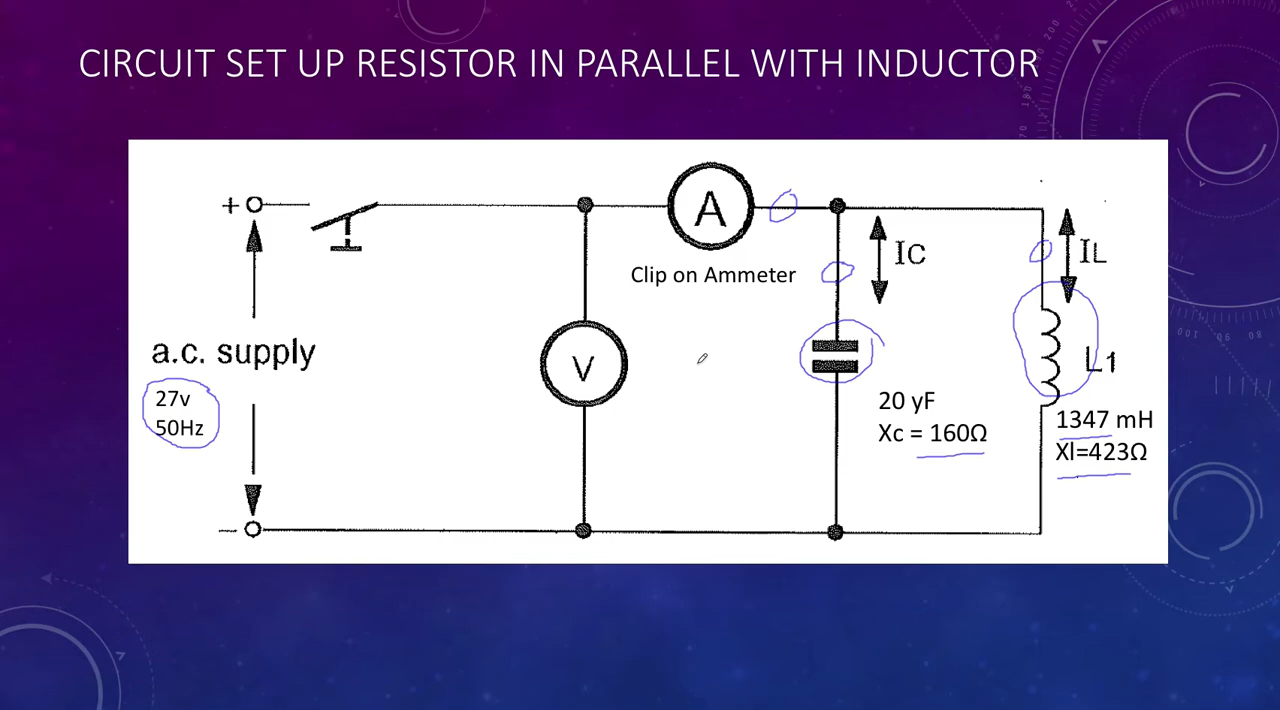 CIRCUIT SET UP RESISTOR IN PARALLEL WITH INDUCTOR
+
A
IC
IL
Clip on Ammeter
a.c. supply
V
L1
27v
50Hz
20 yF
Xc = 160Ω
1347 mH
Xl=423Ω
–